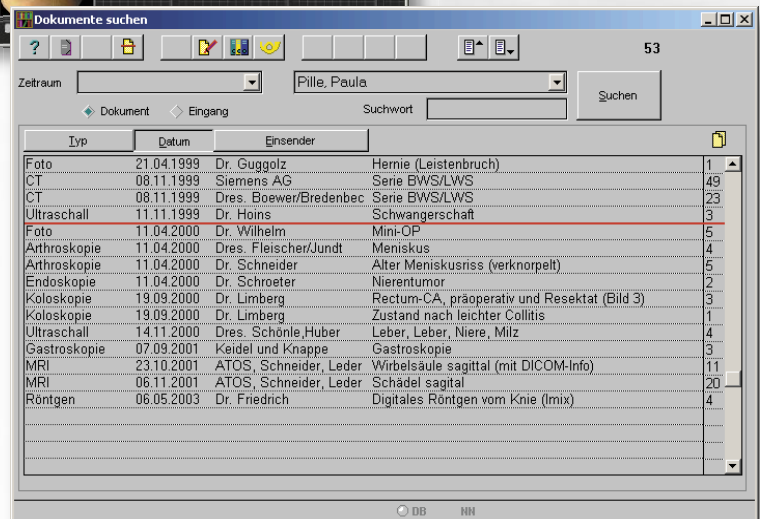 Dokumente suchen
? 53
Zeitraum Pille, Paula Suchen
Dokument Eingang Suchwort
Typ Datum Einsender
Foto 21.04.1999 Dr. Guggolz Hernie (Leistenbruch) 1
CT 08.11.1999 Siemens AG Serie BWS/LWS 49
CT 08.11.1999 Dres. Boewer/Bredenbec Serie BWS/LWS 23
Ultraschall 11.11.1999 Dr. Hoins Schwangerschaft 3
Foto 11.04.2000 Dr. Wilhelm Mini-OP 5
Arthroskopie 11.04.2000 Dres. Fleischer/Jundt Meniskus 4
Arthroskopie 11.04.2000 Dr. Schneider Alter Meniskusriss (verknorpelt) 5
Endoskopie 11.04.2000 Dr. Schroeter Nierentumor 2
Koloskopie 19.09.2000 Dr. Limberg Rectum-CA, präoperativ und Resektat (Bild 3) 3
Koloskopie 19.09.2000 Dr. Limberg Zustand nach leichter Collitis 1
Ultraschall 14.11.2000 Dres. Schönle,Huber Leber, Leber, Niere, Milz 4
Gastroskopie 07.09.2001 Keidel und Knappe Gastroskopie 3
MRI 23.10.2001 ATOS, Schneider, Leder Wirbelsäule sagittal (mit DICOM-Info) 11
MRI 06.11.2001 ATOS, Schneider, Leder Schädel sagital 20
Röntgen 06.05.2003 Dr. Friedrich Digitales Röntgen vom Knie (Imix) 4
DB NN